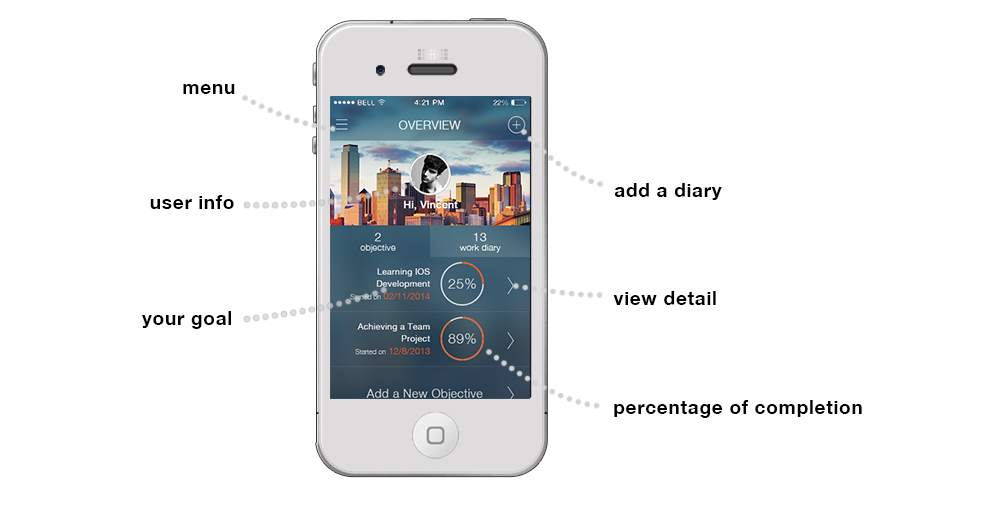 menu
user info
your goal
BELL 4:21 PM 22%
OVERVIEW
Hi, Vincent
2 13
objective work diary
Learning IOS
Development
Started on 02/11/2014
25%
Achieving a Team
Project
Started on 12/8/2013
89%
Add a New Objective
add a diary
view detail
percentage of completion